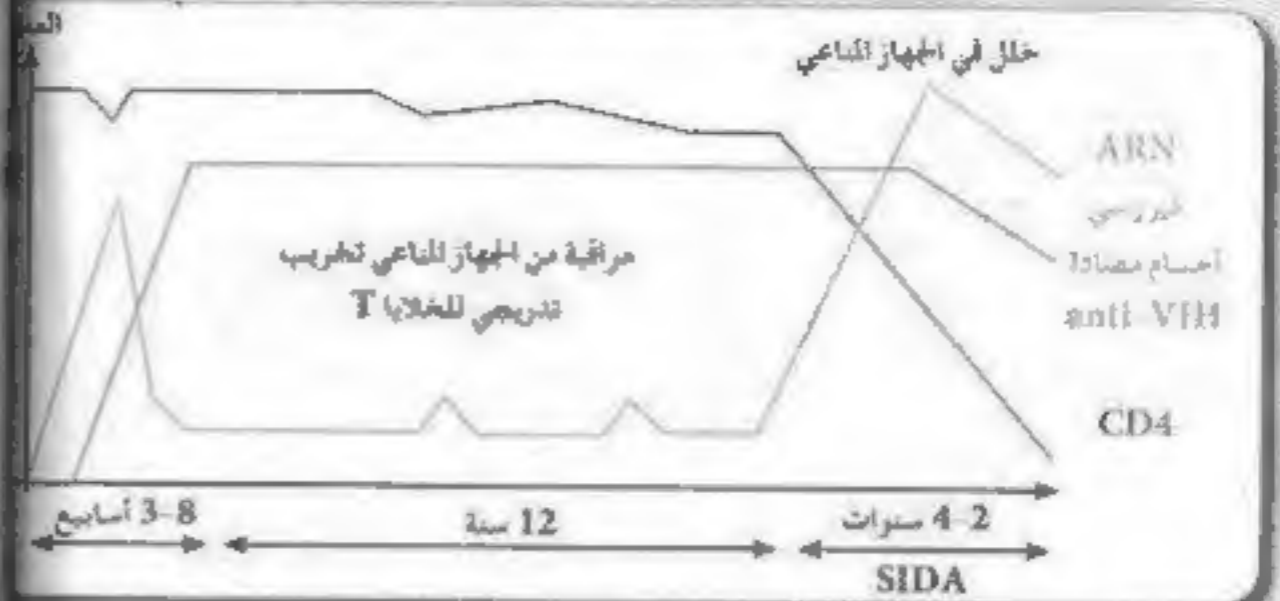 خلل في الجهاز المناعي
ARN
فيروسي
أجسام مضادة
anti-VIH
مراقبة من الجهاز المناعي تخريب
تدريجي للخلايا T
CD4
3-8 أسابيع
12 سنة
2-4 سنوات
SIDA